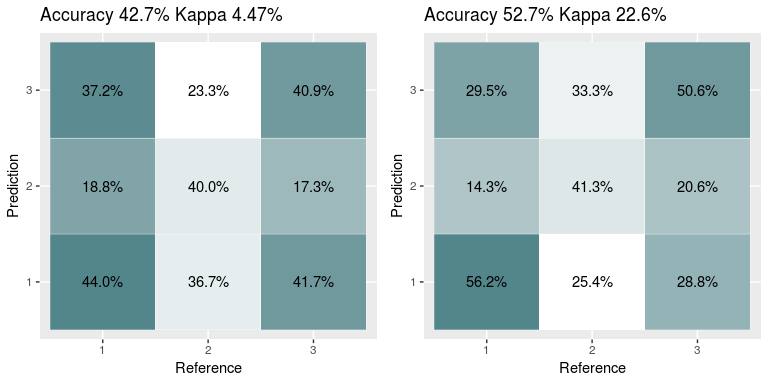 Accuracy 42.7% Kappa 4.47%
3
37.2% 23.3% 40.9%
2
18.8% 40.0% 17.3%
1
44.0% 36.7% 41.7%
1 2 3
Prediction
Reference
Accuracy 52.7% Kappa 22.6%
3
29.5% 33.3% 50.6%
2
14.3% 41.3% 20.6%
1
56.2% 25.4% 28.8%
1 2 3
Prediction
Reference